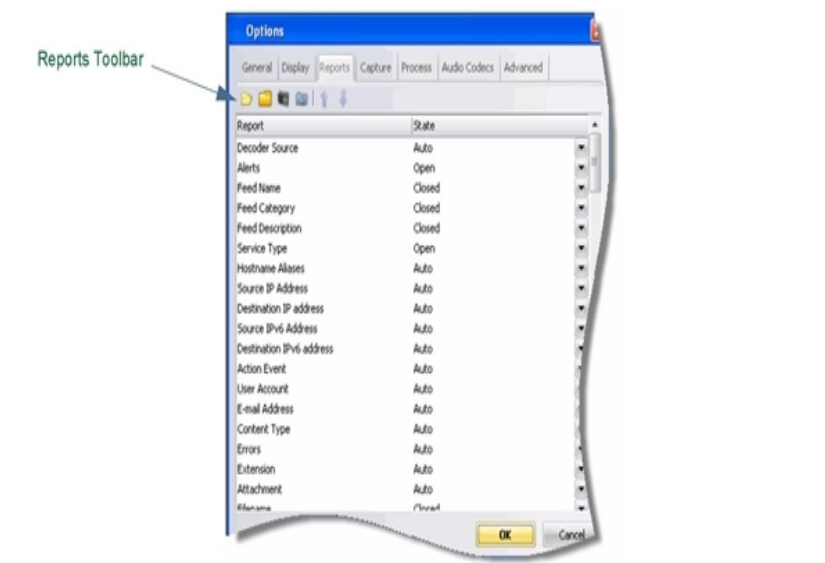 Options
Reports Toolbar
General Display Reports Capture Process Audio Codecs Advanced
Report State
Decoder Source Auto
Alerts Open
Feed Name Closed
Feed Category Closed
Feed Description Closed
Service Type Open
Hostname Aliases Auto
Source IP Address Auto
Destination IP address Auto
Source IPv6 Address Auto
Destination IPv6 address Auto
Action Event Auto
User Account Auto
E-mail Address Auto
Content Type Auto
Errors Auto
Extension Auto
Attachment Auto
Filename Closed
OK Cancel